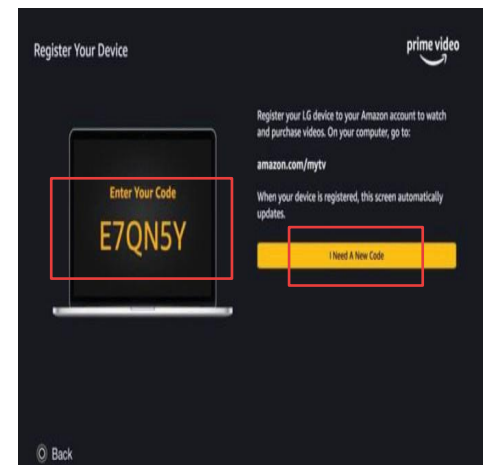 Register Your Device
prime video
Register your LG device to your Amazon account to watch
and purchase videos. On your computer, go to:
amazon.com/mytv
When your device is registered, this screen automatically
updates.
Enter Your Code
E7QN5Y
I Need A New Code
Back